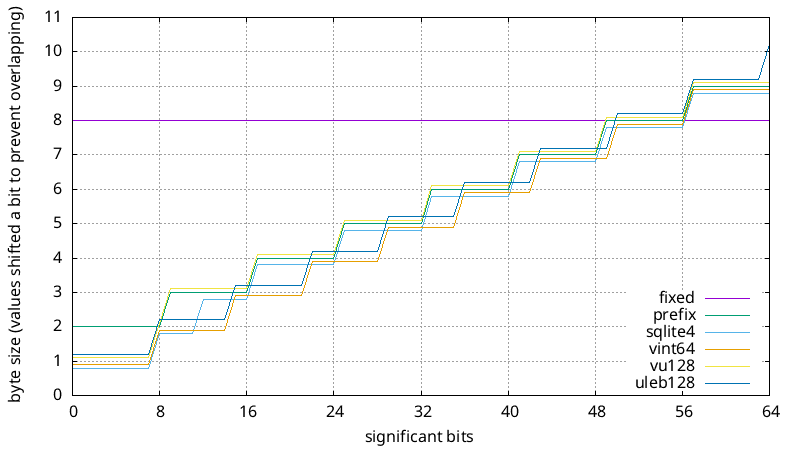 byte size (values shifted a bit to prevent overlapping)
11
10
9
8
7
6
5
4
3
2
1
0
fixed
prefix
sqlite4
vint64
vu128
uleb128
0 8 16 24 32 40 48 56 64
significant bits